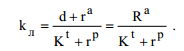 kл = (d + r^a) / (K^t + r^p) = R^a / (K^t + r^p) .